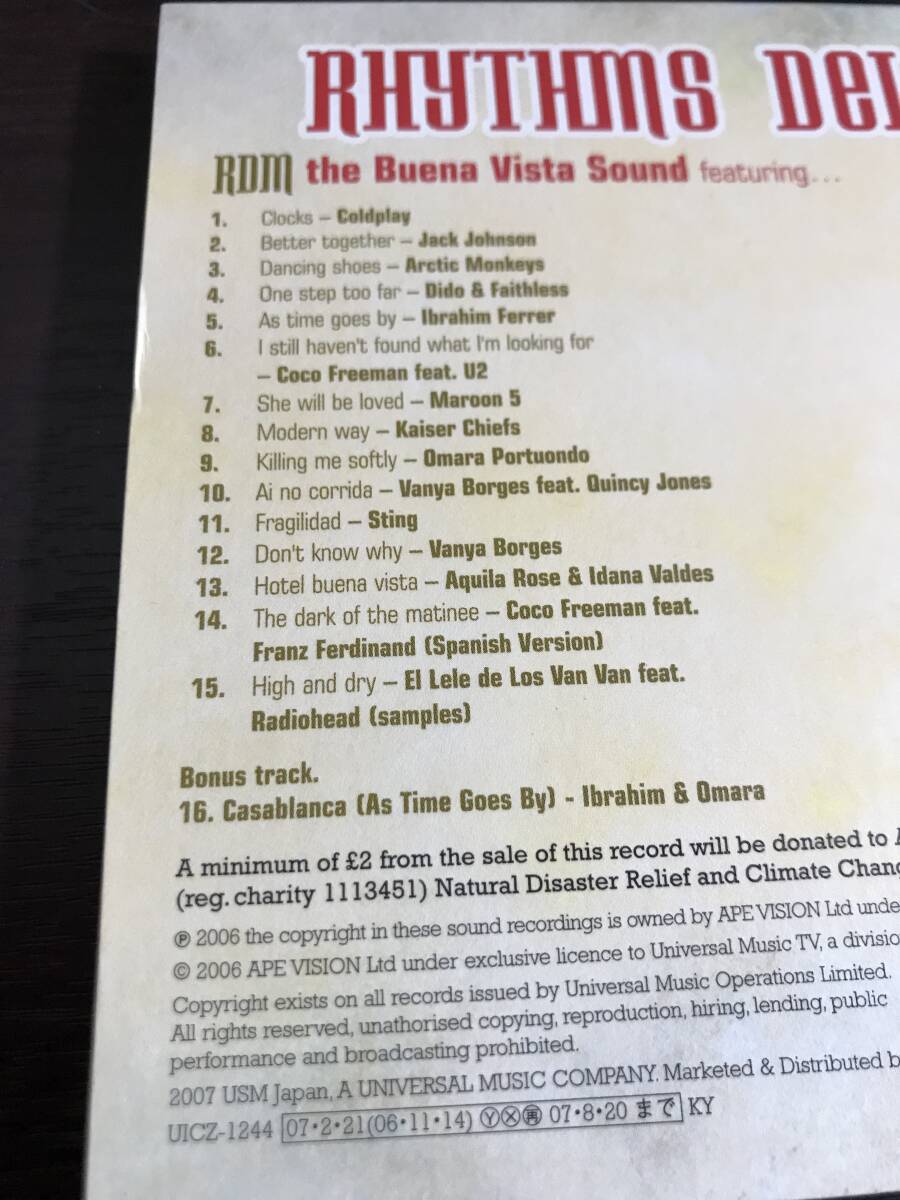 RHYTHMS DEL
RDM the Buena Vista Sound featuring...
1. Clocks – Coldplay
2. Better together – Jack Johnson
3. Dancing shoes – Arctic Monkeys
4. One step too far – Dido & Faithless
5. As time goes by – Ibrahim Ferrer
6. I still haven't found what I'm looking for
– Coco Freeman feat. U2
7. She will be loved – Maroon 5
8. Modern way – Kaiser Chiefs
9. Killing me softly – Omara Portuondo
10. Ai no corrida – Vanya Borges feat. Quincy Jones
11. Fragilidad – Sting
12. Don't know why – Vanya Borges
13. Hotel buena vista – Aquila Rose & Idana Valdes
14. The dark of the matinee – Coco Freeman feat.
Franz Ferdinand (Spanish Version)
15. High and dry – El Lele de Los Van Van feat.
Radiohead (samples)
Bonus track.
16. Casablanca (As Time Goes By) - Ibrahim & Omara
A minimum of £2 from the sale of this record will be donated to A
(reg. charity 1113451) Natural Disaster Relief and Climate Chang
℗ 2006 the copyright in these sound recordings is owned by APE VISION Ltd unde
© 2006 APE VISION Ltd under exclusive licence to Universal Music TV, a divisio
Copyright exists on all records issued by Universal Music Operations Limited.
All rights reserved, unathorised copying, reproduction, hiring, lending, public
performance and broadcasting prohibited.
2007 USM Japan, A UNIVERSAL MUSIC COMPANY. Marketed & Distributed b
UICZ-1244 07・2・21(06・11・14) ⓎⓍ再 07・8・20 まで KY